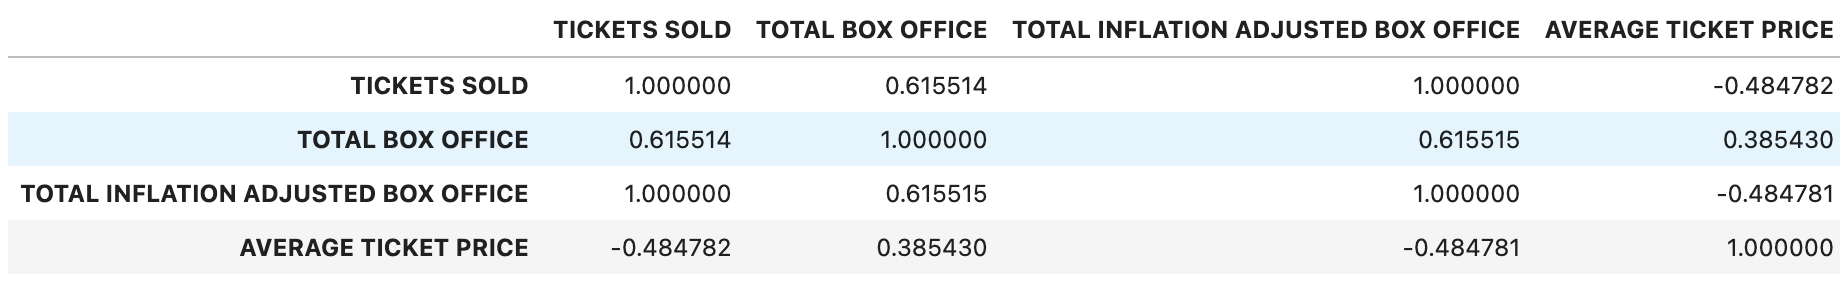 TICKETS SOLD TOTAL BOX OFFICE TOTAL INFLATION ADJUSTED BOX OFFICE AVERAGE TICKET PRICE
TICKETS SOLD 1.000000 0.615514 1.000000 -0.484782
TOTAL BOX OFFICE 0.615514 1.000000 0.615515 0.385430
TOTAL INFLATION ADJUSTED BOX OFFICE 1.000000 0.615515 1.000000 -0.484781
AVERAGE TICKET PRICE -0.484782 0.385430 -0.484781 1.000000